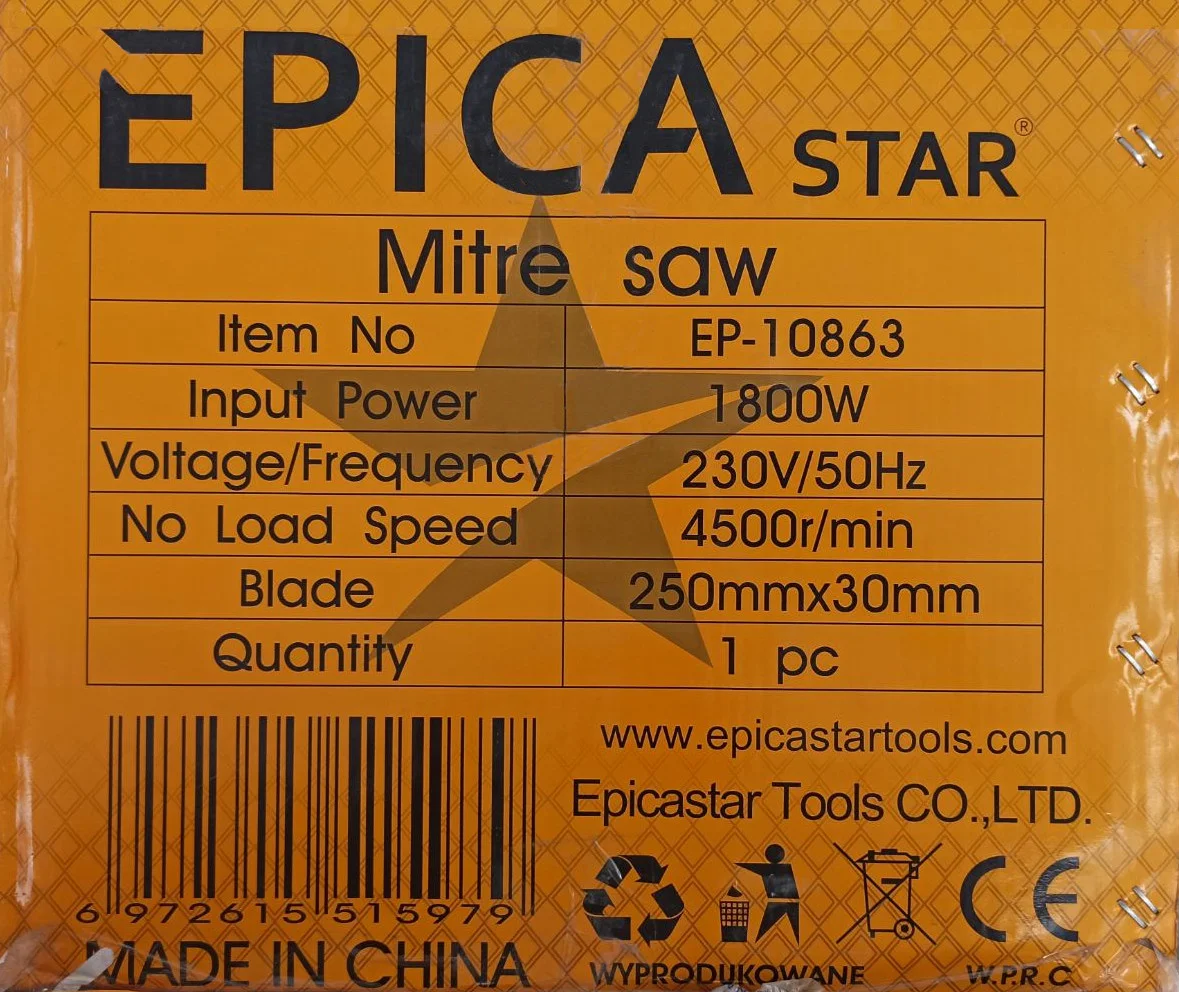 EPICA STAR®
Mitre saw
Item No EP-10863
Input Power 1800W
Voltage/Frequency 230V/50Hz
No Load Speed 4500r/min
Blade 250mmx30mm
Quantity 1 pc
www.epicastartools.com
Epicastar Tools CO.,LTD.
6 972615 515979
CE
MADE IN CHINA
WYPRODUKOWANE W.P.R.C